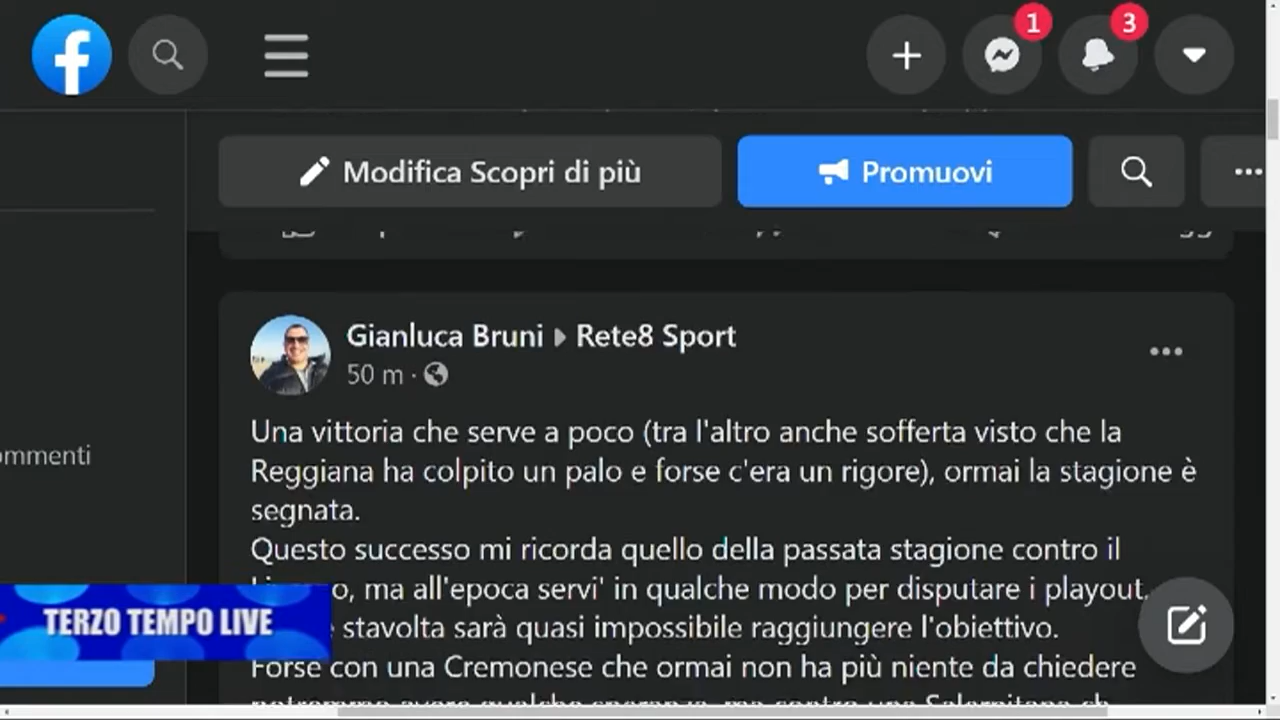 1
3
Modifica Scopri di più
Promuovi
Gianluca Bruni ▸ Rete8 Sport
50 m ·
Una vittoria che serve a poco (tra l'altro anche sofferta visto che la
Reggiana ha colpito un palo e forse c'era un rigore), ormai la stagione è
segnata.
Questo successo mi ricorda quello della passata stagione contro il
ommenti
ma all'epoca servi' in qualche modo per disputare i playout.
TERZO TEMPO LIVE
stavolta sarà quasi impossibile raggiungere l'obiettivo.
Forse con una Cremonese che ormai non ha più niente da chiedere